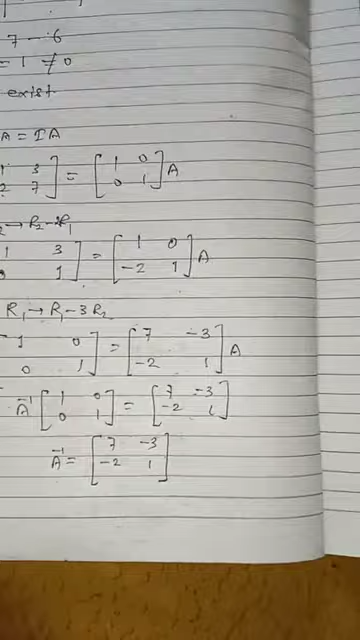 7 - 6
= 1 ≠ 0
exist
A = IA
[1 3; 2 7] = [1 0; 0 1] A
R₂ → R₂-2R₁
[1 3; 0 1] = [1 0; -2 1] A
R₁ → R₁-3R₂
[1 0; 0 1] = [7 -3; -2 1] A
A⁻¹ [1 0; 0 1] = [7 -3; -2 1]
A⁻¹ = [7 -3; -2 1]